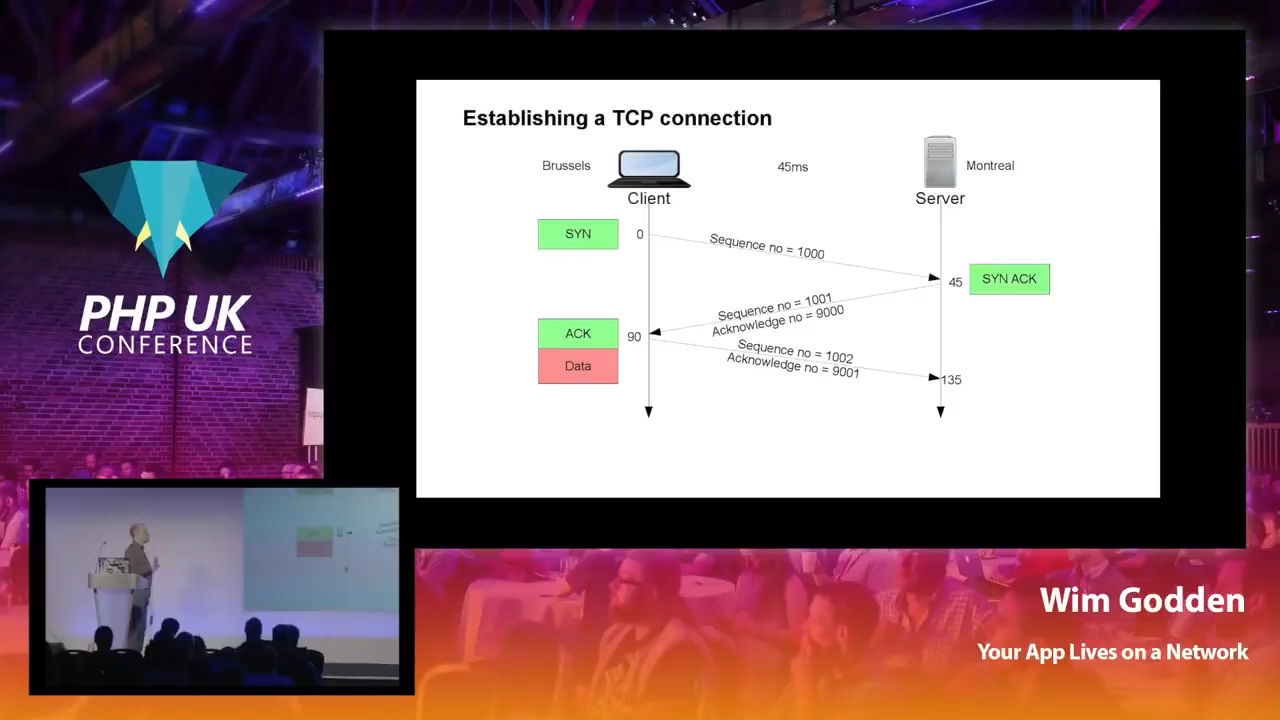 Establishing a TCP connection
Brussels
45ms
Montreal
Client
Server
SYN
0
Sequence no = 1000
45
SYN ACK
Sequence no = 1001
Acknowledge no = 9000
ACK
90
Sequence no = 1002
Data
Acknowledge no = 9001
135
PHP UK
CONFERENCE
Wim Godden
Your App Lives on a Network